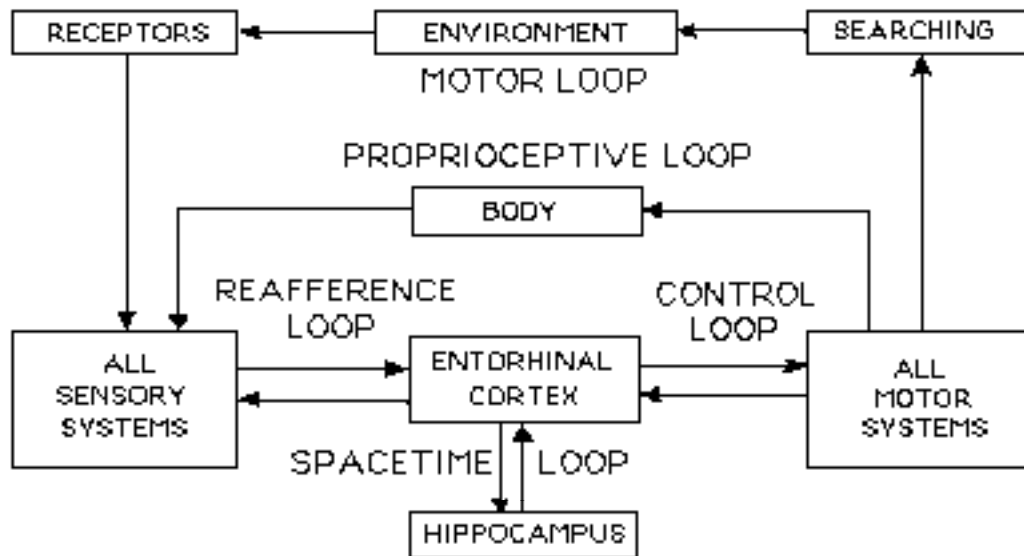 RECEPTORS
ENVIRONMENT
SEARCHING
MOTOR LOOP
PROPRIOCEPTIVE LOOP
BODY
REAFFERENCE
LOOP
CONTROL
LOOP
ALL
SENSORY
SYSTEMS
ENTORHINAL
CORTEX
ALL
MOTOR
SYSTEMS
SPACETIME LOOP
HIPPOCAMPUS